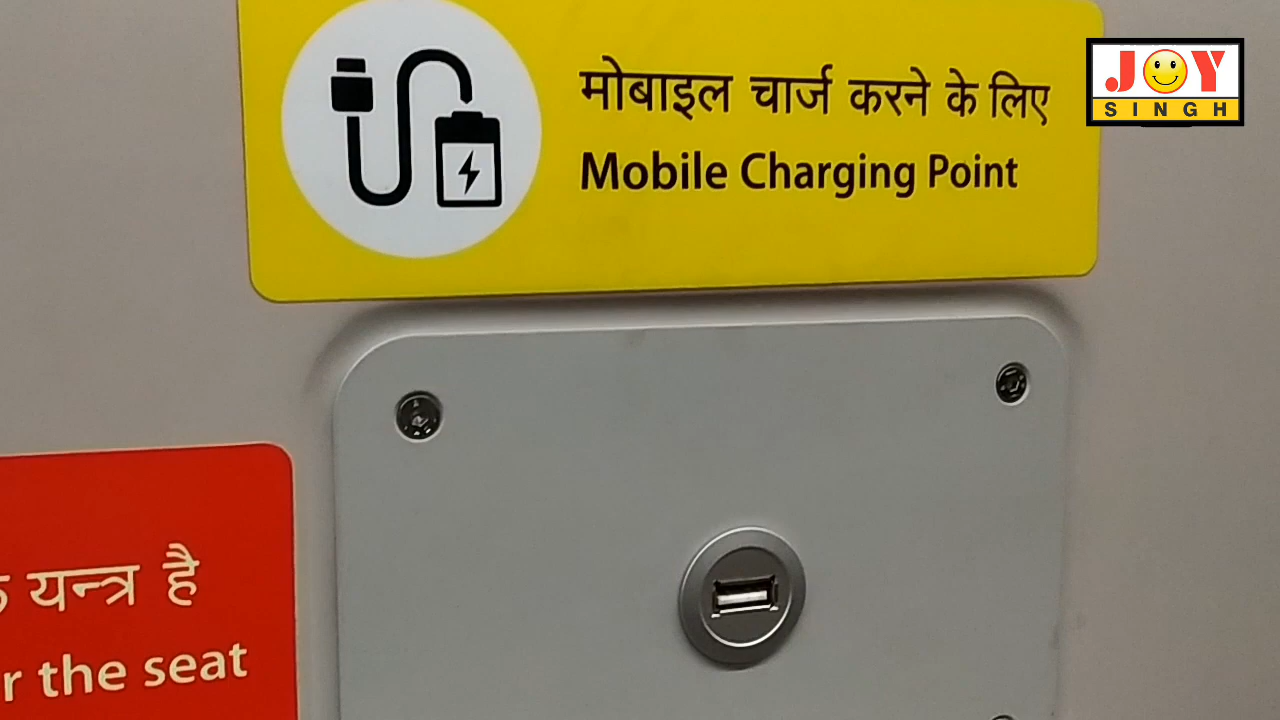 मोबाइल चार्ज करने के लिए
Mobile Charging Point
JOY
SINGH
यन्त्र है
the seat